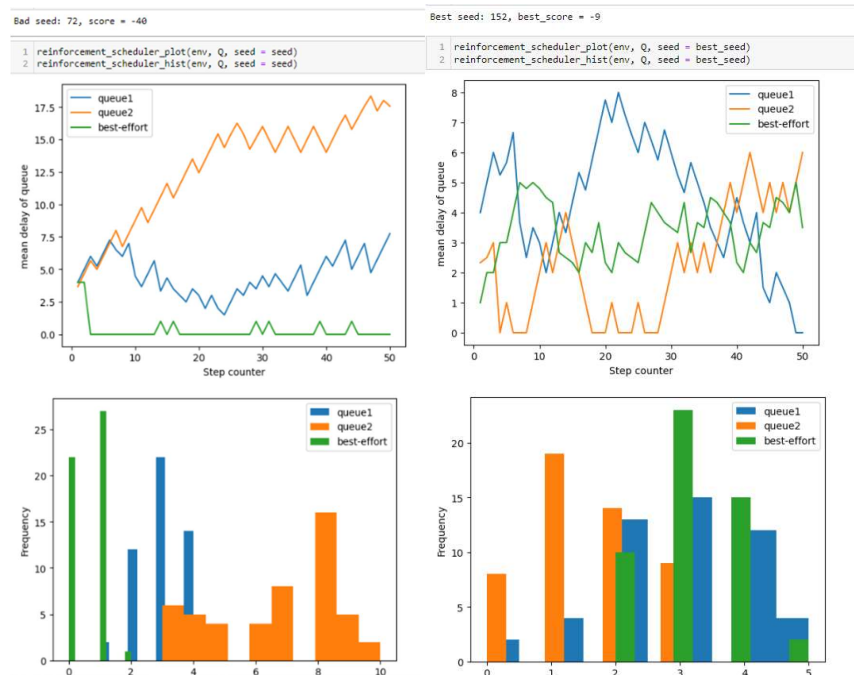 Bad seed: 72, score = -40
1 reinforcement_scheduler_plot(env, Q, seed = seed)
2 reinforcement_scheduler_hist(env, Q, seed = seed)
queue1
queue2
best-effort
mean delay of queue
17.5
15.0
12.5
10.0
7.5
5.0
2.5
0.0
0 10 20 30 40 50
Step counter
queue1
queue2
best-effort
Frequency
25
20
15
10
5
0
0 2 4 6 8 10
Best seed: 152, best_score = -9
1 reinforcement_scheduler_plot(env, Q, seed = best_seed)
2 reinforcement_scheduler_hist(env, Q, seed = best_seed)
queue1
queue2
best-effort
mean delay of queue
8
7
6
5
4
3
2
1
0
0 10 20 30 40 50
Step counter
queue1
queue2
best-effort
Frequency
20
15
10
5
0
0 1 2 3 4 5